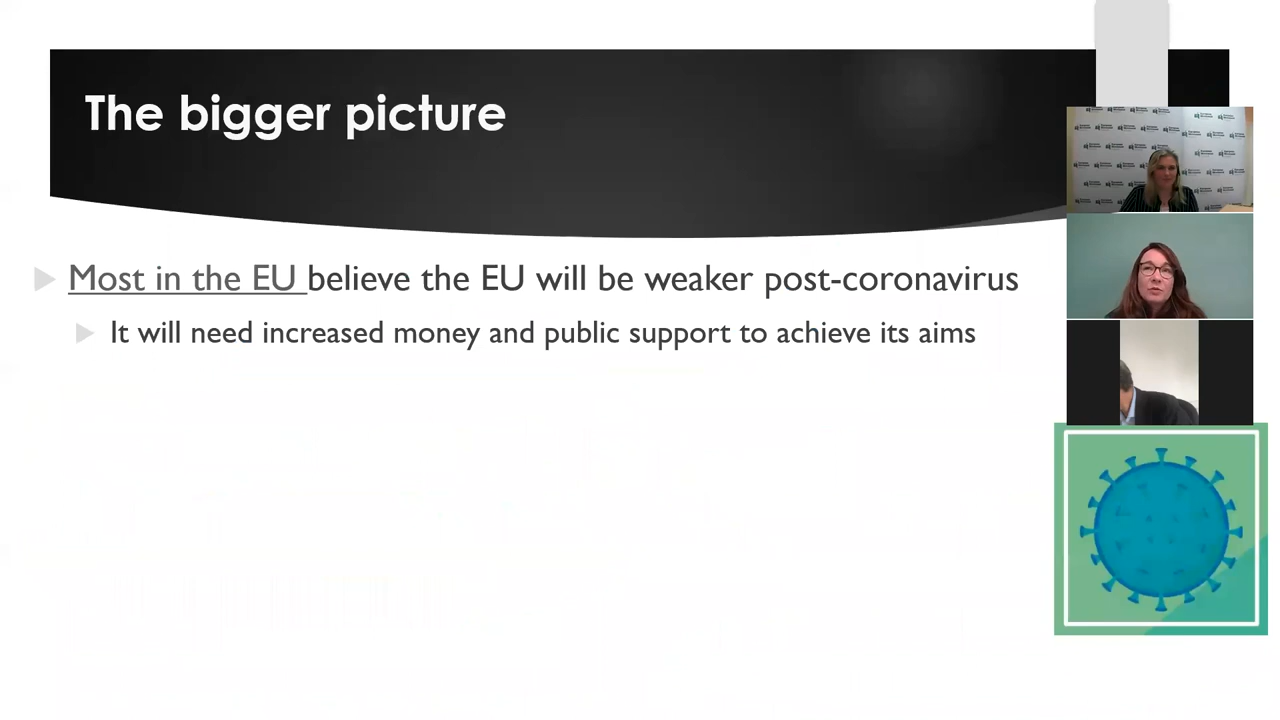 The bigger picture
Most in the EU believe the EU will be weaker post-coronavirus
It will need increased money and public support to achieve its aims